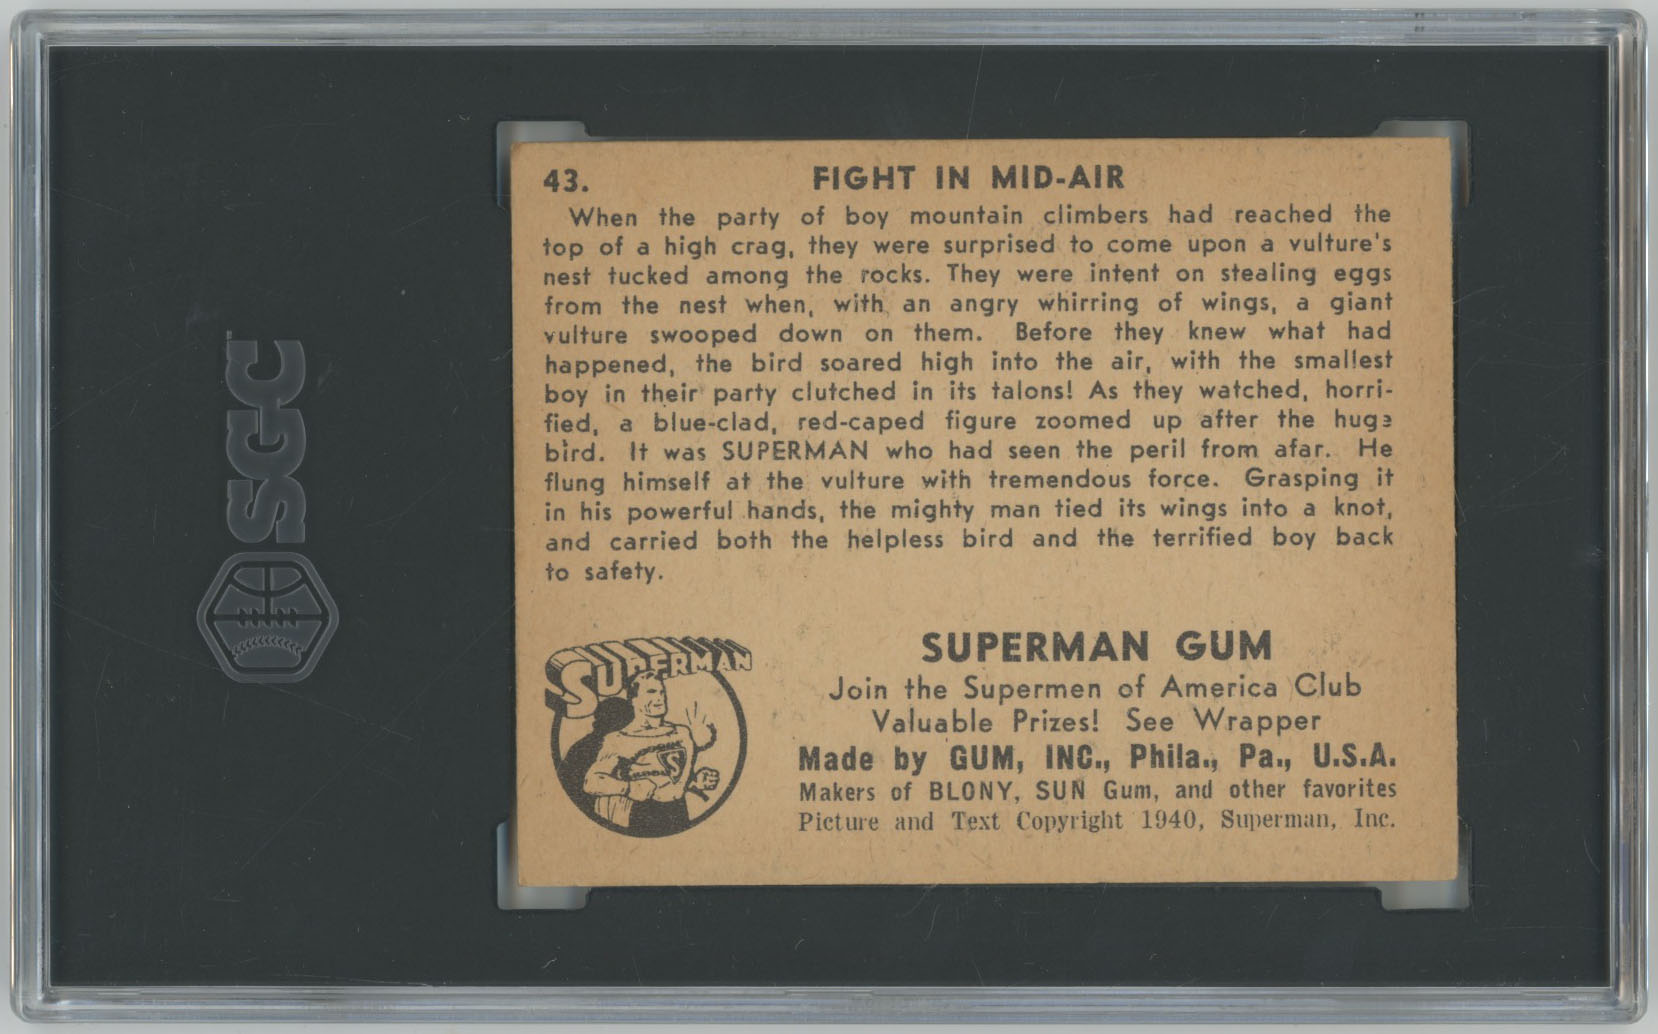 SGC
43.
FIGHT IN MID-AIR
When the party of boy mountain climbers had reached the
top of a high crag, they were surprised to come upon a vulture's
nest tucked among the rocks. They were intent on stealing eggs
from the nest when, with an angry whirring of wings, a giant
vulture swooped down on them. Before they knew what had
happened, the bird soared high into the air, with the smallest
boy in their party clutched in its talons! As they watched, horri-
fied, a blue-clad, red-caped figure zoomed up after the huge
bird. It was SUPERMAN who had seen the peril from afar. He
flung himself at the vulture with tremendous force. Grasping it
in his powerful hands, the mighty man tied its wings into a knot,
and carried both the helpless bird and the terrified boy back
to safety.
SUPERMAN
S
SUPERMAN GUM
Join the Supermen of America Club
Valuable Prizes! See Wrapper
Made by GUM, INC., Phila., Pa., U.S.A.
Makers of BLONY, SUN Gum, and other favorites
Picture and Text Copyright 1940, Superman, Inc.